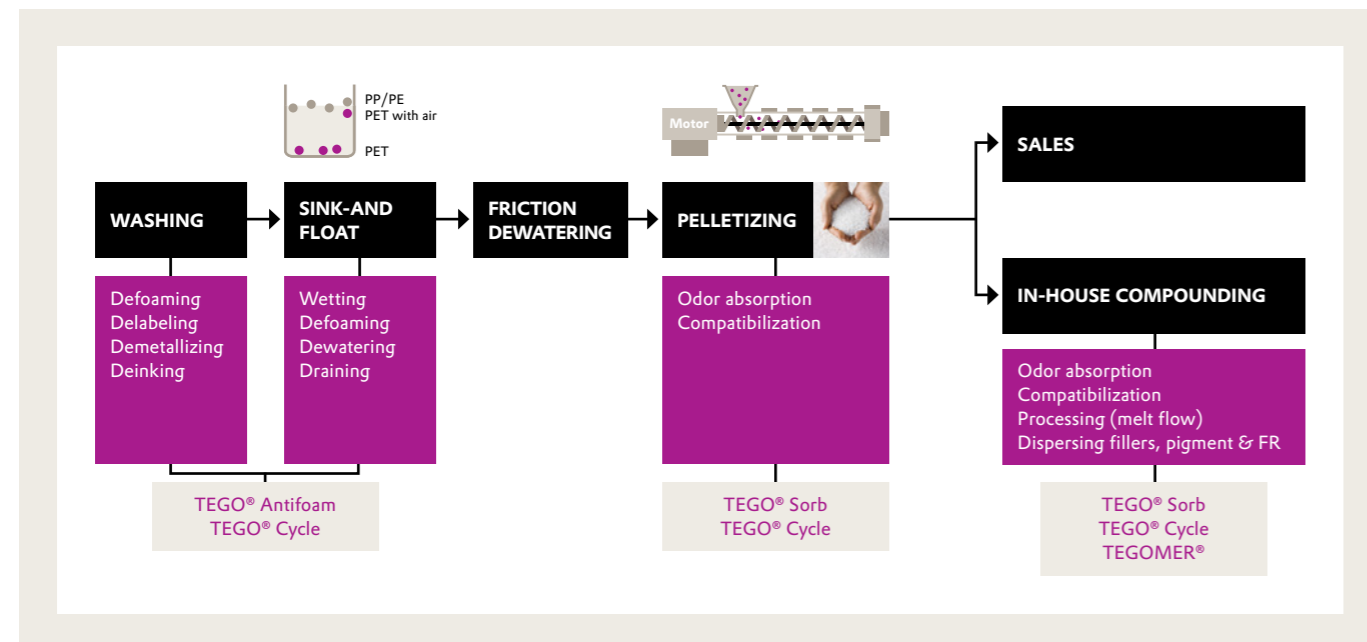 PP/PE
PET with air
PET
Motor
WASHING
SINK-AND
FLOAT
FRICTION
DEWATERING
PELLETIZING
SALES
IN-HOUSE COMPOUNDING
Defoaming
Delabeling
Demetallizing
Deinking
Wetting
Defoaming
Dewatering
Draining
Odor absorption
Compatibilization
Odor absorption
Compatibilization
Processing (melt flow)
Dispersing fillers, pigment & FR
TEGO® Antifoam
TEGO® Cycle
TEGO® Sorb
TEGO® Cycle
TEGO® Sorb
TEGO® Cycle
TEGOMER®